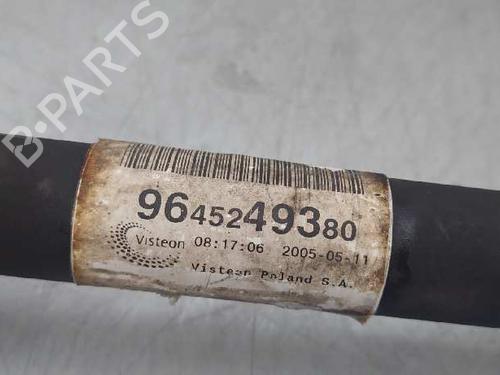 B-PARTS
9645249380
Visteon 08:17:06 2005-05-11
Visteon Poland S.A.